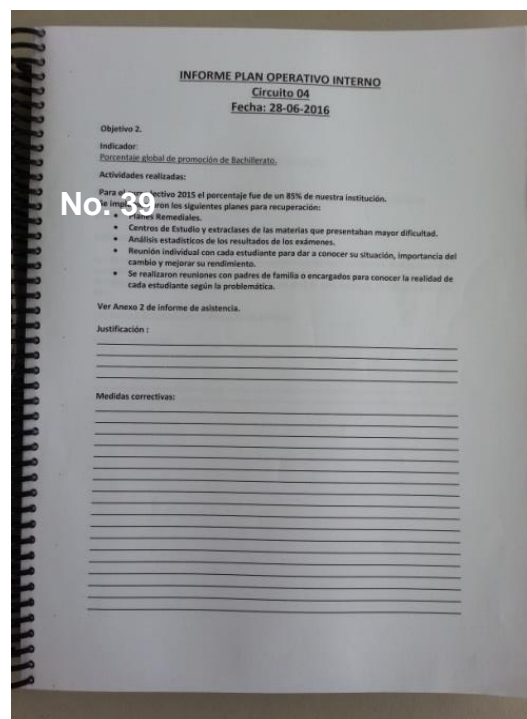 INFORME PLAN OPERATIVO INTERNO
Circuito 04
Fecha: 28-06-2016
Objetivo 2.
Indicador:
Porcentaje global de promoción de Bachillerato.
Actividades realizadas:
Para el lectivo 2015 el porcentaje fue de un 85% de nuestra institución.
No. 39
ron los siguientes planes para recuperación:
• Planes Remediales.
• Centros de Estudio y extraclases de las materias que presentaban mayor dificultad.
• Análisis estadísticos de los resultados de los exámenes.
• Reunión individual con cada estudiante para dar a conocer su situación, importancia del
cambio y mejorar su rendimiento.
• Se realizaron reuniones con padres de familia o encargados para conocer la realidad de
cada estudiante según la problemática.
Ver Anexo 2 de informe de asistencia.
Justificación :
Medidas correctivas: